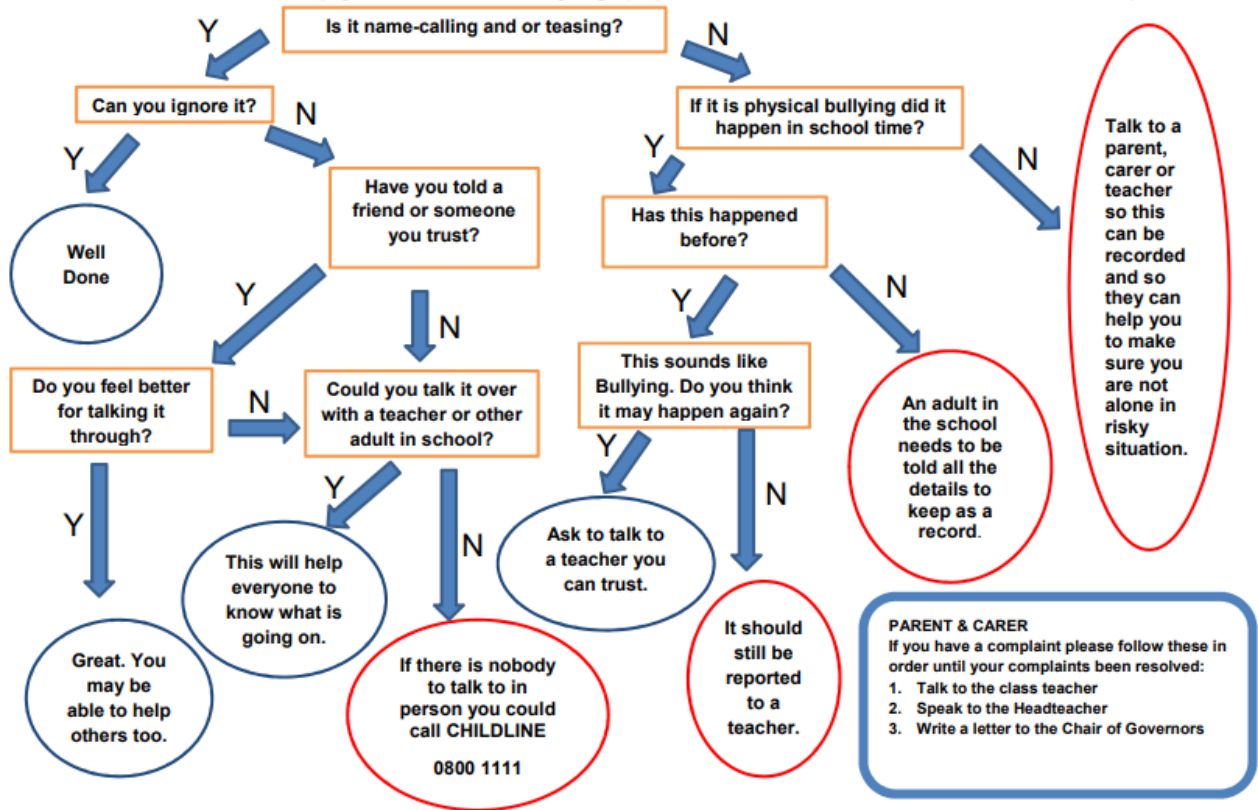 Is it name-calling and or teasing?
Y
N
Can you ignore it?
Y
N
Well
Done
Have you told a
friend or someone
you trust?
Y
N
Do you feel better
for talking it
through?
N
Y
Great. You
may be
able to help
others too.
Could you talk it over
with a teacher or other
adult in school?
Y
N
This will help
everyone to
know what is
going on.
If there is nobody
to talk to in
person you could
call CHILDLINE
0800 1111
If it is physical bullying did it
happen in school time?
Y
N
Has this happened
before?
Y
N
This sounds like
Bullying. Do you think
it may happen again?
Y
N
Ask to talk to
a teacher you
can trust.
It should
still be
reported
to a
teacher.
An adult in
the school
needs to be
told all the
details to
keep as a
record.
Talk to a
parent,
carer or
teacher
so this
can be
recorded
and so
they can
help you
to make
sure you
are not
alone in
risky
situation.
PARENT & CARER
If you have a complaint please follow these in
order until your complaints been resolved:
1. Talk to the class teacher
2. Speak to the Headteacher
3. Write a letter to the Chair of Governors